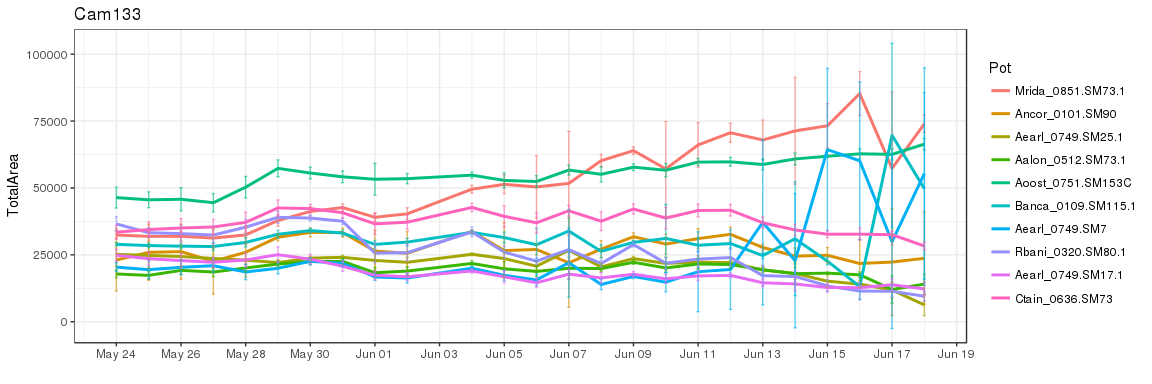 Cam133
TotalArea
100000
75000
50000
25000
0
May 24 May 26 May 28 May 30 Jun 01 Jun 03 Jun 05 Jun 07 Jun 09 Jun 11 Jun 13 Jun 15 Jun 17 Jun 19
Pot
Mrida_0851.SM73.1
Ancor_0101.SM90
Aearl_0749.SM25.1
Aalon_0512.SM73.1
Aoost_0751.SM153C
Banca_0109.SM115.1
Aearl_0749.SM7
Rbani_0320.SM80.1
Aearl_0749.SM17.1
Ctain_0636.SM73